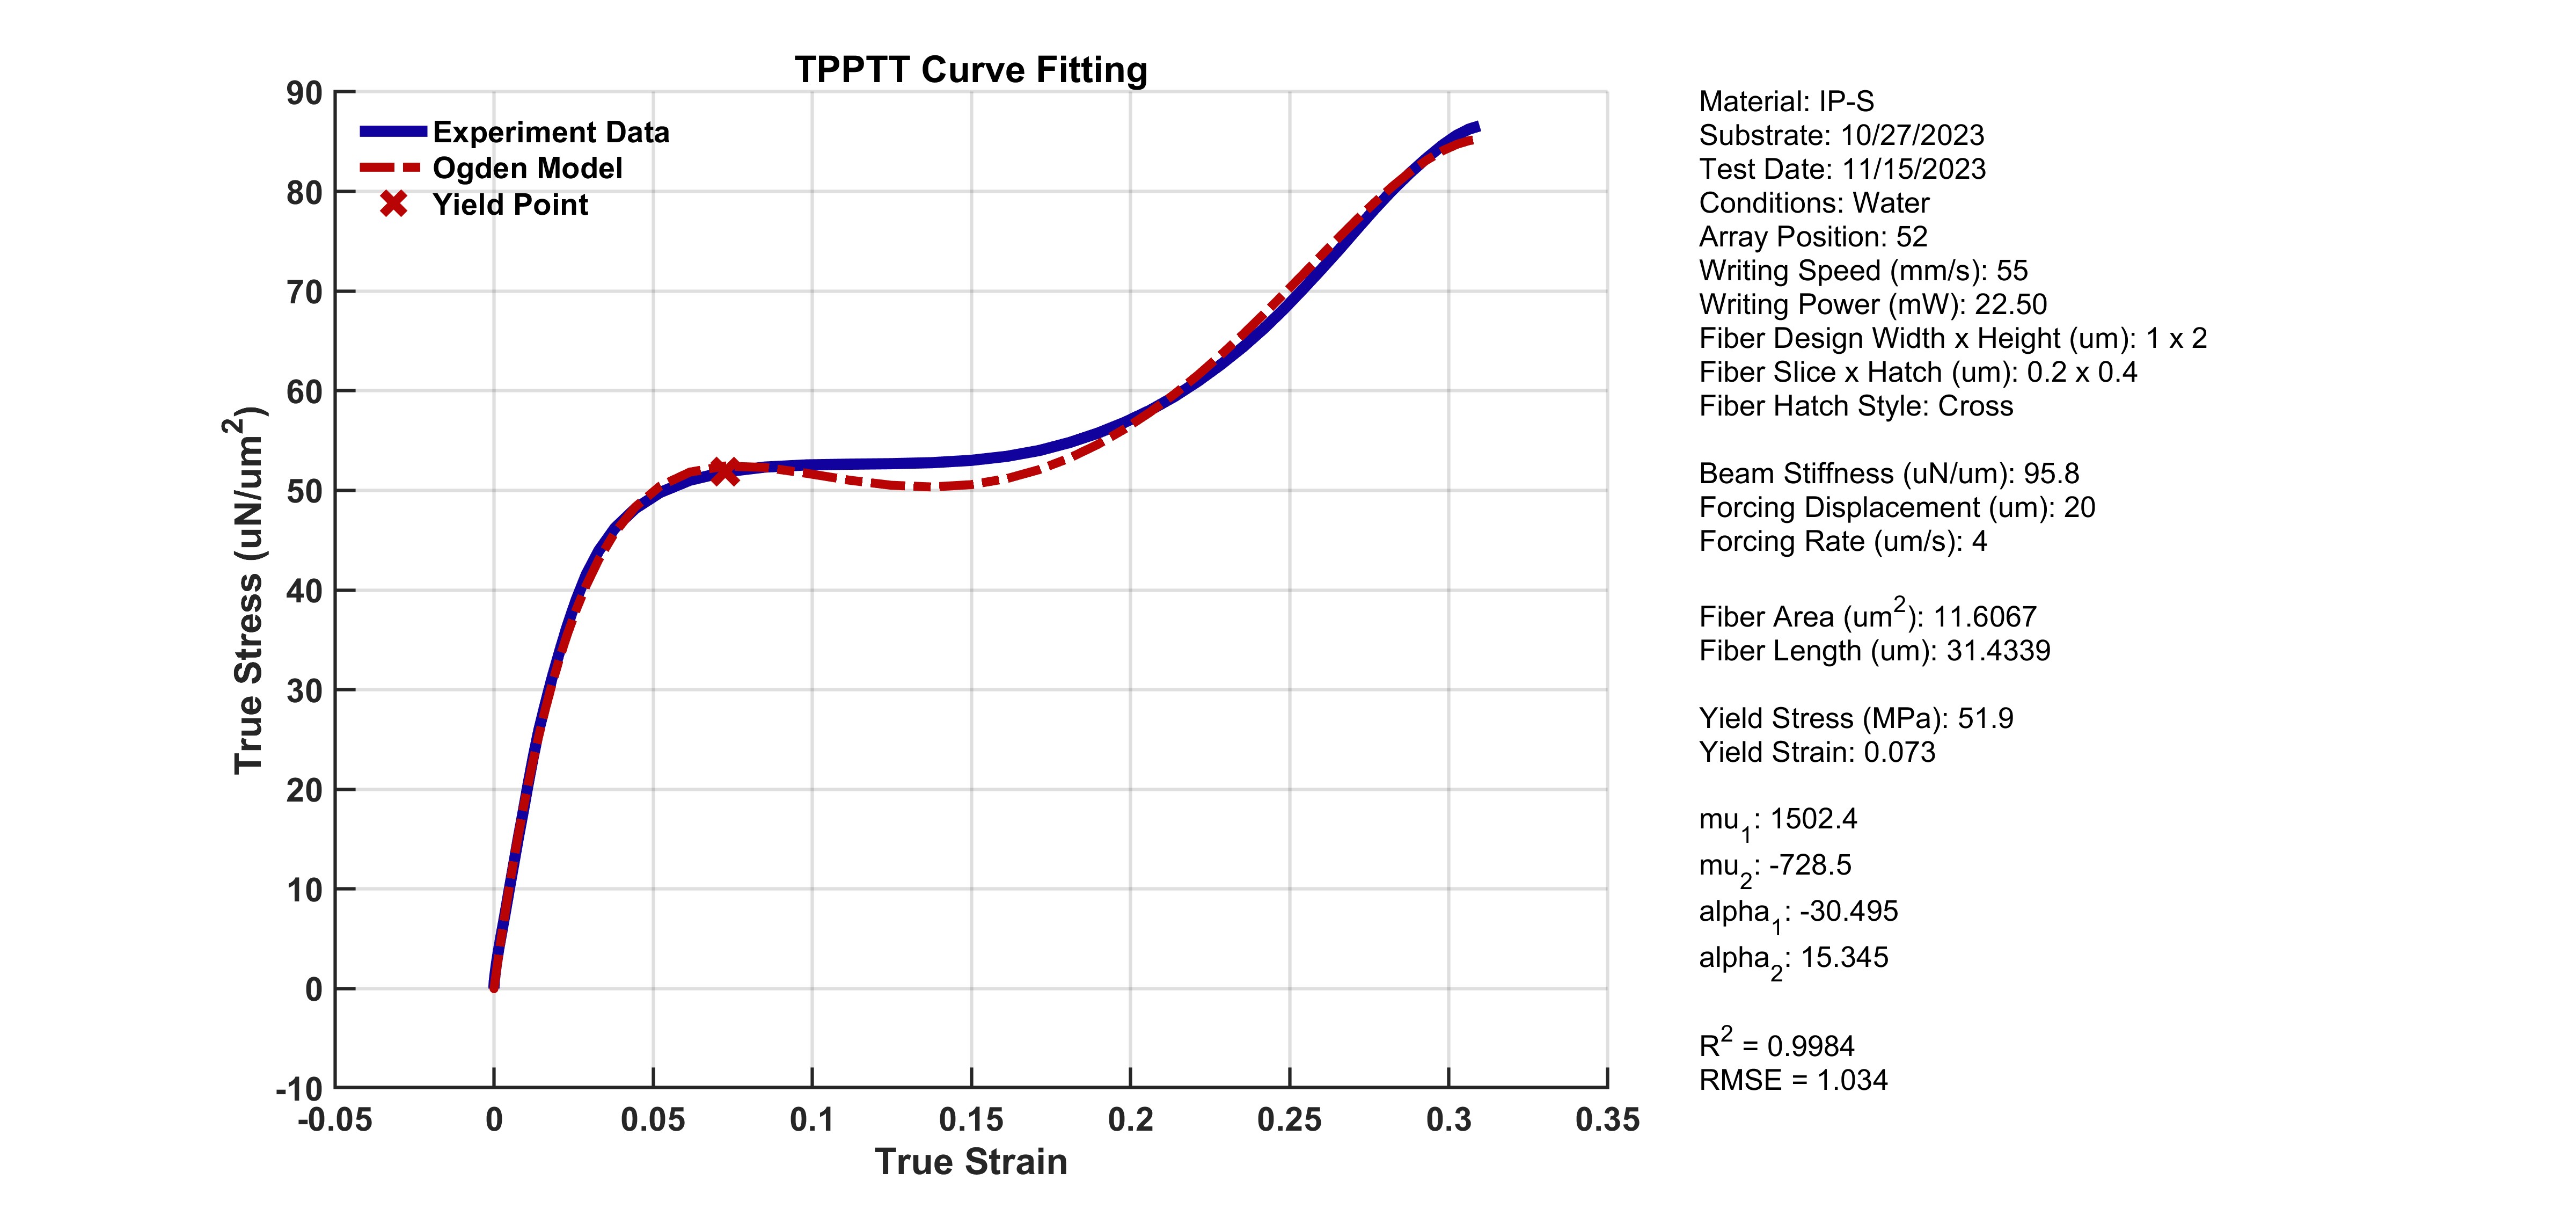 TPPTT Curve Fitting
Experiment Data
Ogden Model
Yield Point
90
80
70
60
50
40
30
20
10
0
-10
True Stress (uN/um²)
-0.05 0 0.05 0.1 0.15 0.2 0.25 0.3 0.35
True Strain
Material: IP-S
Substrate: 10/27/2023
Test Date: 11/15/2023
Conditions: Water
Array Position: 52
Writing Speed (mm/s): 55
Writing Power (mW): 22.50
Fiber Design Width x Height (um): 1 x 2
Fiber Slice x Hatch (um): 0.2 x 0.4
Fiber Hatch Style: Cross
Beam Stiffness (uN/um): 95.8
Forcing Displacement (um): 20
Forcing Rate (um/s): 4
Fiber Area (um²): 11.6067
Fiber Length (um): 31.4339
Yield Stress (MPa): 51.9
Yield Strain: 0.073
mu₁: 1502.4
mu₂: -728.5
alpha₁: -30.495
alpha₂: 15.345
R² = 0.9984
RMSE = 1.034